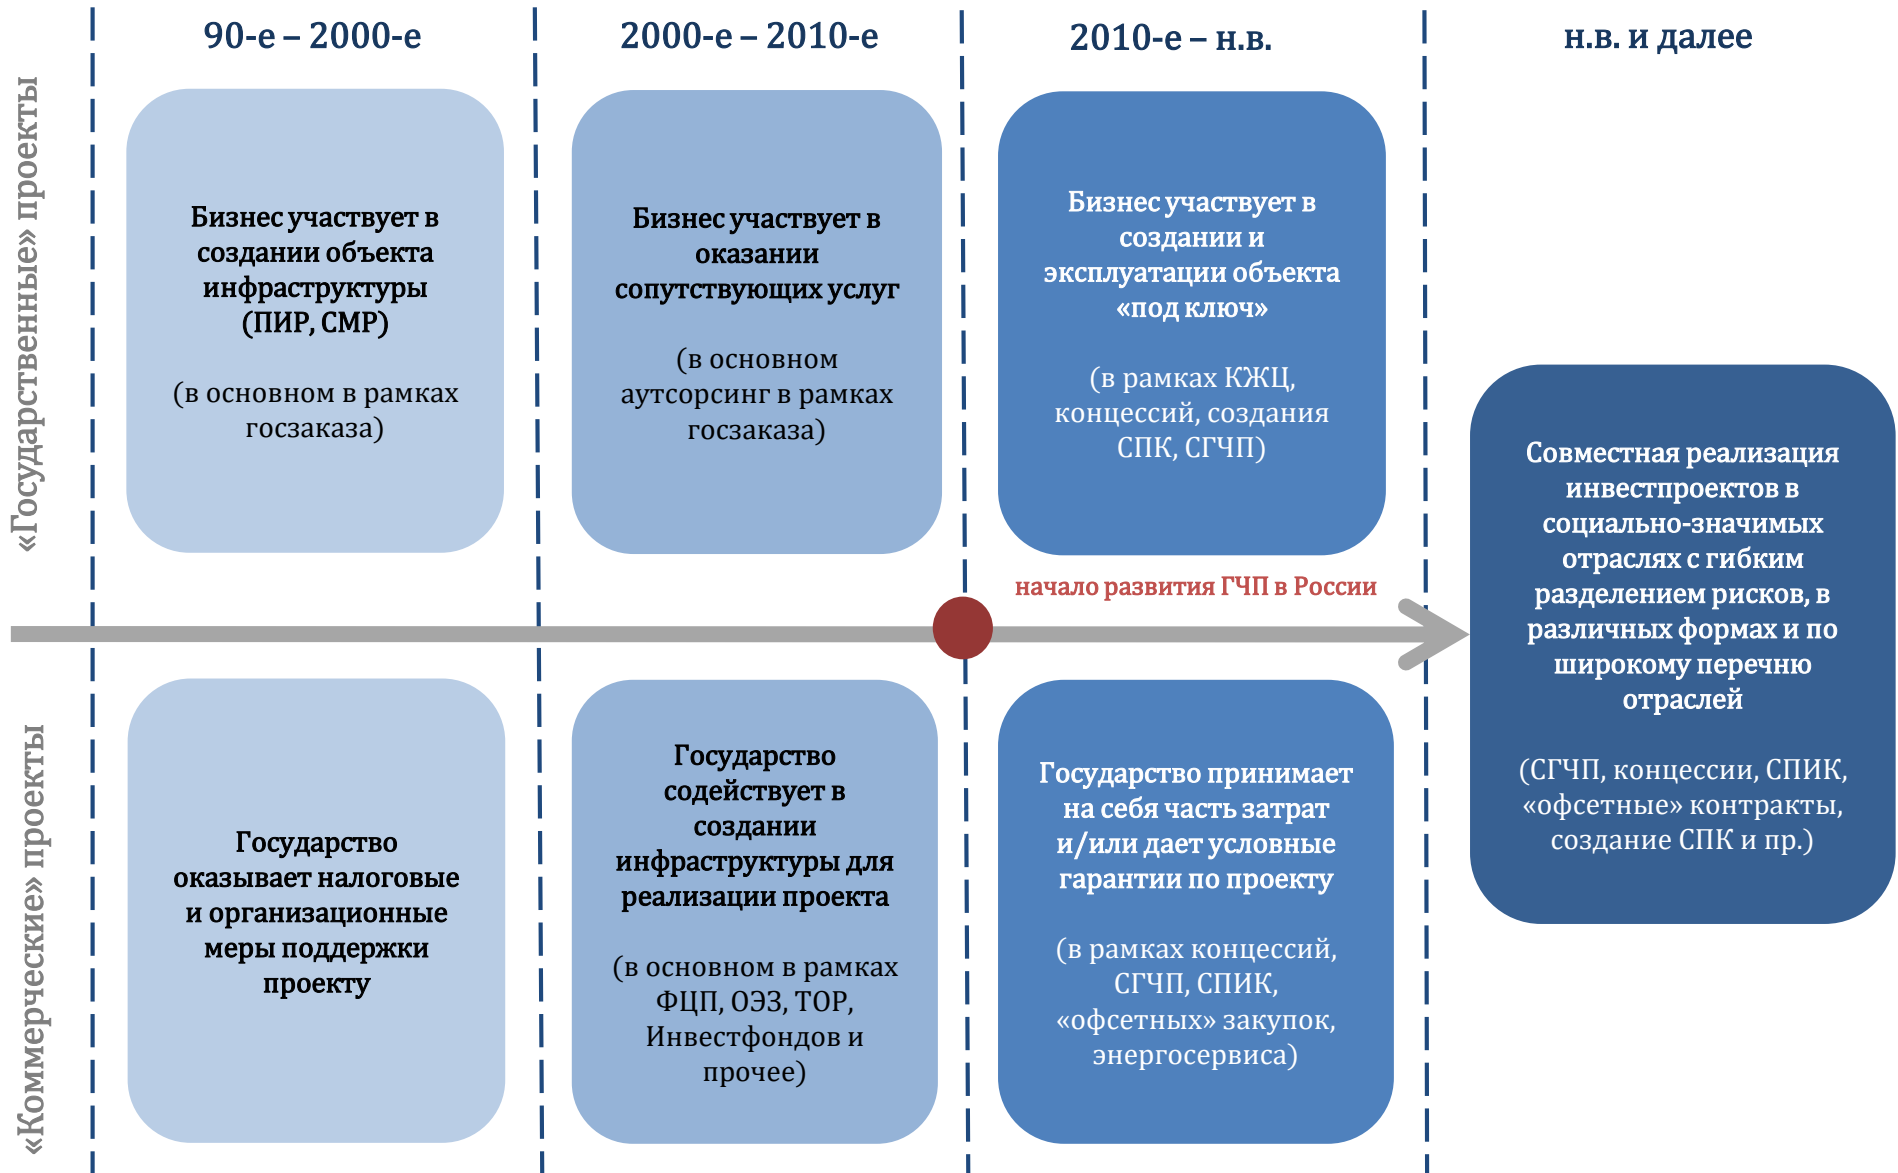 90-е – 2000-е
2000-е – 2010-е
2010-е – н.в.
н.в. и далее
«Государственные» проекты
Бизнес участвует в
создании объекта
инфраструктуры
(ПИР, СМР)
(в основном в рамках
госзаказа)
Бизнес участвует в
оказании
сопутствующих услуг
(в основном
аутсорсинг в рамках
госзаказа)
Бизнес участвует в
создании и
эксплуатации объекта
«под ключ»
(в рамках КЖЦ,
концессий, создания
СПК, СГЧП)
начало развития ГЧП в России
Совместная реализация
инвестпроектов в
социально-значимых
отраслях с гибким
разделением рисков, в
различных формах и по
широкому перечню
отраслей
(СГЧП, концессии, СПИК,
«офсетные» контракты,
создание СПК и пр.)
«Коммерческие» проекты
Государство
оказывает налоговые
и организационные
меры поддержки
проекту
Государство
содействует в
создании
инфраструктуры для
реализации проекта
(в основном в рамках
ФЦП, ОЭЗ, ТОР,
Инвестфондов и
прочее)
Государство принимает
на себя часть затрат
и/или дает условные
гарантии по проекту
(в рамках концессий,
СГЧП, СПИК,
«офсетных» закупок,
энергосервиса)